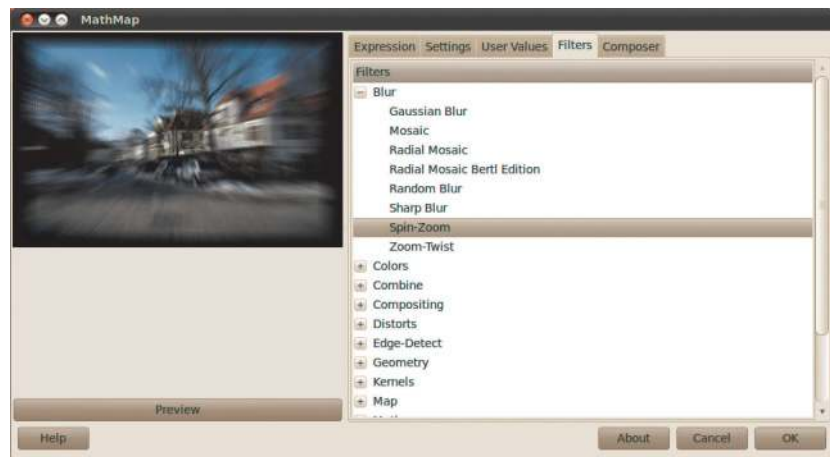 MathMap
Expression Settings User Values Filters Composer
Filters
Blur
Gaussian Blur
Mosaic
Radial Mosaic
Radial Mosaic Bertl Edition
Random Blur
Sharp Blur
Spin-Zoom
Zoom-Twist
Colors
Combine
Compositing
Distorts
Edge-Detect
Geometry
Kernels
Map
Preview
Help About Cancel OK